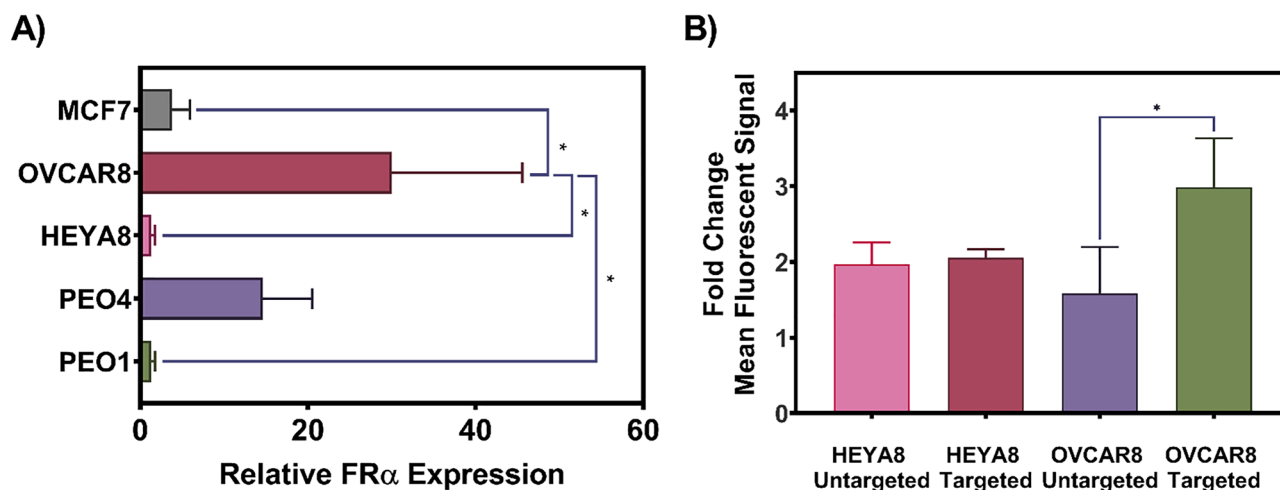 A)
MCF7
OVCAR8
HEYA8
PEO4
PEO1
*
*
*
0 20 40 60
Relative FRα Expression
B)
Fold Change
Mean Fluorescent Signal
4
3
2
1
0
*
HEYA8 HEYA8 OVCAR8 OVCAR8
Untargeted Targeted Untargeted Targeted